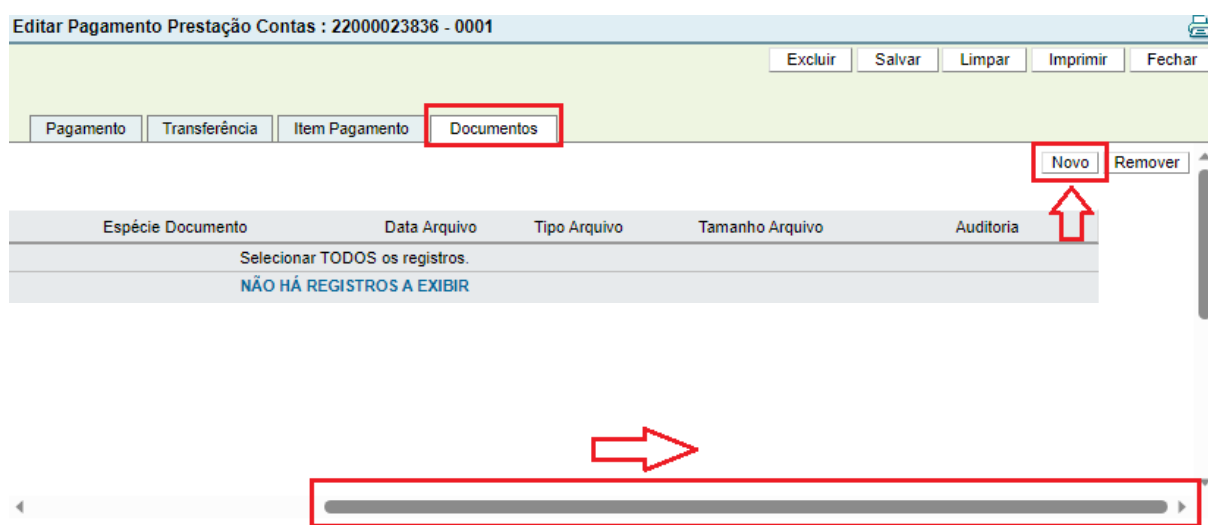 Editar Pagamento Prestação Contas : 22000023836 - 0001
Excluir Salvar Limpar Imprimir Fechar
Pagamento Transferência Item Pagamento Documentos
Novo Remover
Espécie Documento Data Arquivo Tipo Arquivo Tamanho Arquivo Auditoria
Selecionar TODOS os registros.
NÃO HÁ REGISTROS A EXIBIR